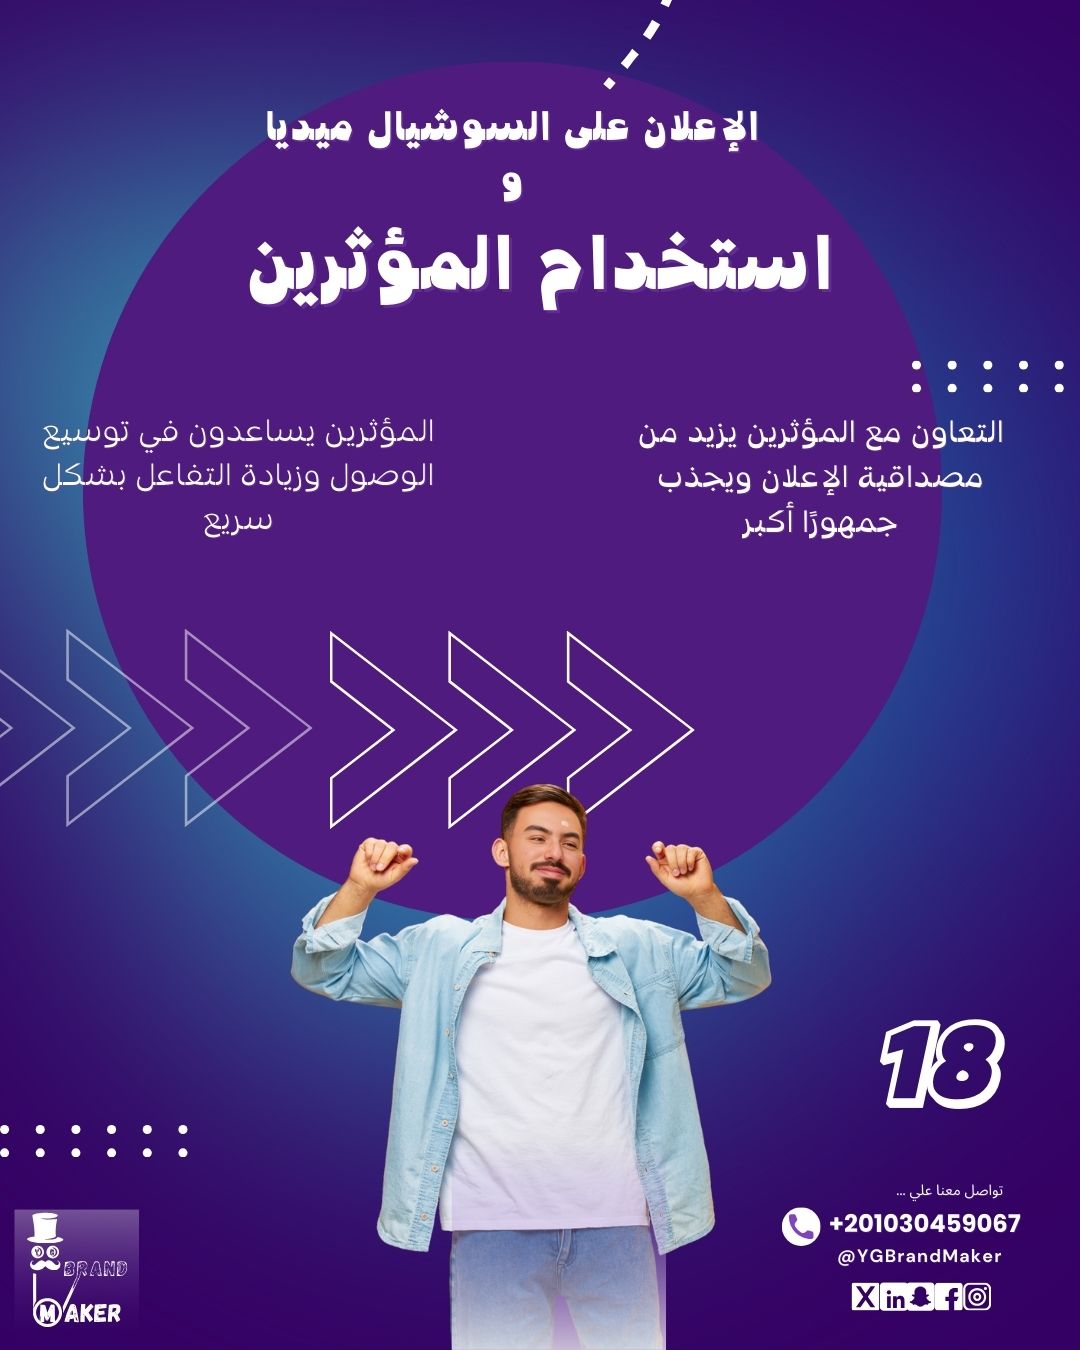 الإعلان على السوشيال ميديا
و
استخدام المؤثرين
التعاون مع المؤثرين يزيد من
مصداقية الإعلان ويجذب
جمهورًا أكبر
المؤثرين يساعدون في توسيع
الوصول وزيادة التفاعل بشكل
سريع
18
تواصل معنا علي ...
+201030459067
@YGBrandMaker
BRAND
MAKER